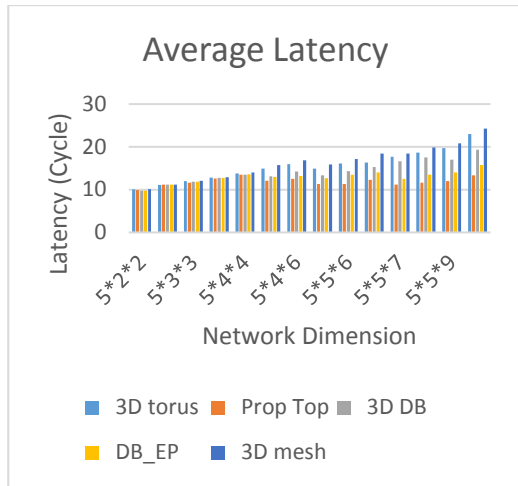 Average Latency
Latency (Cycle)
30
20
10
0
5*2*2
5*3*3
5*4*4
5*4*6
5*5*6
5*5*7
5*5*9
Network Dimension
3D torus
Prop Top
3D DB
DB_EP
3D mesh